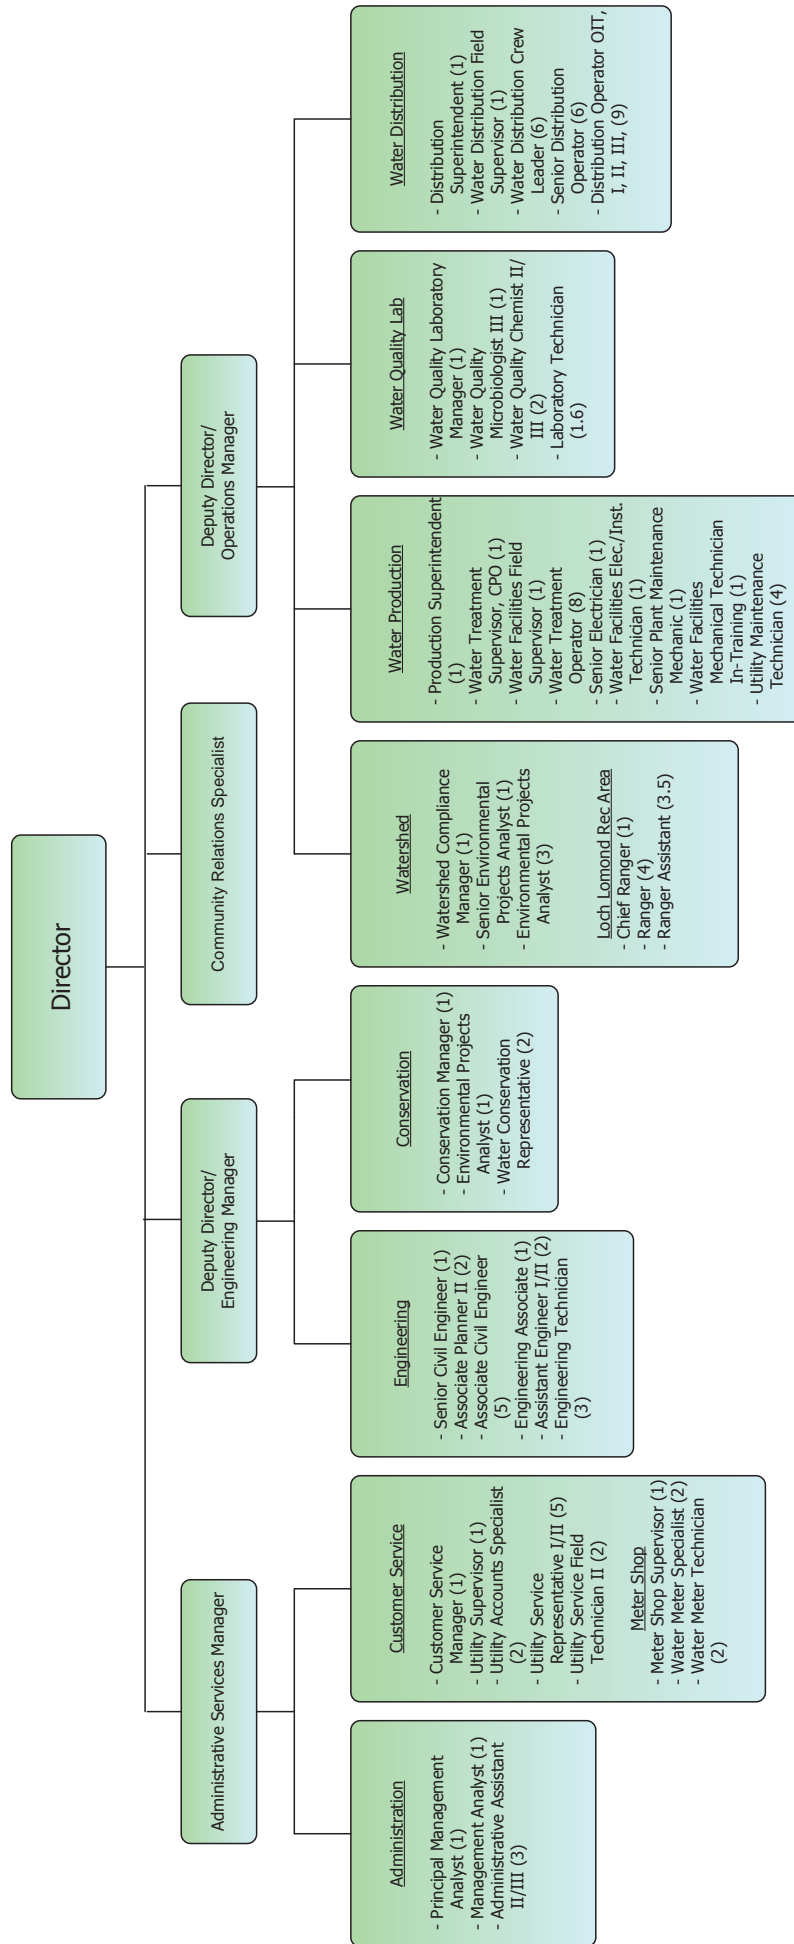 Director
Administrative Services Manager
Deputy Director/
Engineering Manager
Community Relations Specialist
Deputy Director/
Operations Manager
Administration
- Principal Management
Analyst (1)
- Management Analyst (1)
- Administrative Assistant
II/III (3)
Customer Service
- Customer Service
Manager (1)
- Utility Supervisor (1)
- Utility Accounts Specialist
(2)
- Utility Service
Representative I/II (5)
- Utility Service Field
Technician II (2)
Meter Shop
- Meter Shop Supervisor (1)
- Water Meter Specialist (2)
- Water Meter Technician
(2)
Engineering
- Senior Civil Engineer (1)
- Associate Planner II (2)
- Associate Civil Engineer
(5)
- Engineering Associate (1)
- Assistant Engineer I/II (2)
- Engineering Technician
(3)
Conservation
- Conservation Manager (1)
- Environmental Projects
Analyst (1)
- Water Conservation
Representative (2)
Watershed
- Watershed Compliance
Manager (1)
- Senior Environmental
Projects Analyst (1)
- Environmental Projects
Analyst (3)
Loch Lomond Rec Area
- Chief Ranger (1)
- Ranger (4)
- Ranger Assistant (3.5)
Water Production
- Production Superintendent
(1)
- Water Treatment
Supervisor, CPO (1)
- Water Facilities Field
Supervisor (1)
- Water Treatment
Operator (8)
- Senior Electrician (1)
- Water Facilities Elec./Inst.
Technician (1)
- Senior Plant Maintenance
Mechanic (1)
- Water Facilities
Mechanical Technician
In-Training (1)
- Utility Maintenance
Technician (4)
Water Quality Lab
- Water Quality Laboratory
Manager (1)
- Water Quality
Microbiologist III (1)
- Water Quality Chemist II/
III (2)
- Laboratory Technician
(1.6)
Water Distribution
- Distribution
Superintendent (1)
- Water Distribution Field
Supervisor (1)
- Water Distribution Crew
Leader (6)
- Senior Distribution
Operator (6)
- Distribution Operator OIT,
I, II, III, (9)